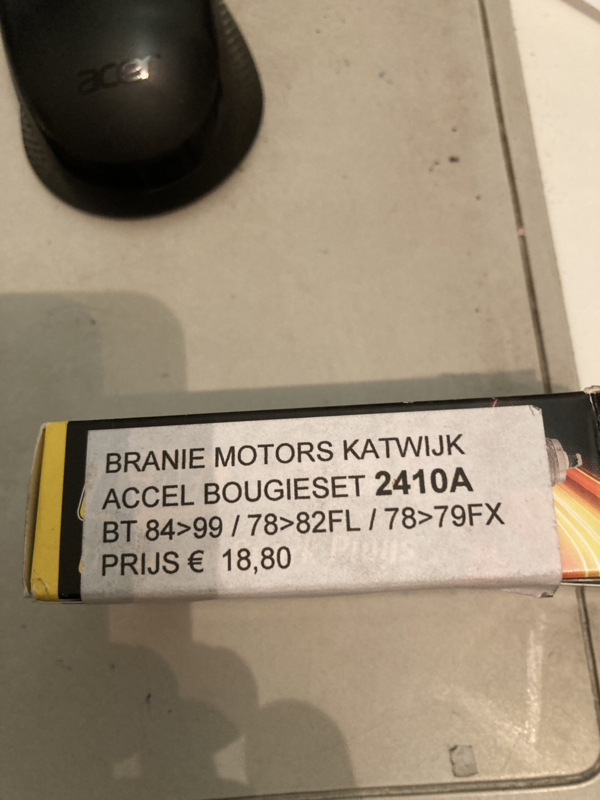 acer
BRANIE MOTORS KATWIJK
ACCEL BOUGIESET 2410A
BT 84>99 / 78>82FL / 78>79FX
PRIJS € 18,80